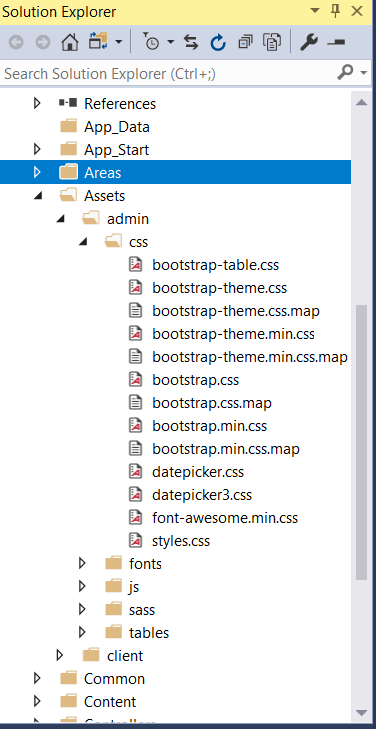 Solution Explorer
Search Solution Explorer (Ctrl+;)
References
App_Data
App_Start
Areas
Assets
admin
css
bootstrap-table.css
bootstrap-theme.css
bootstrap-theme.css.map
bootstrap-theme.min.css
bootstrap-theme.min.css.map
bootstrap.css
bootstrap.css.map
bootstrap.min.css
bootstrap.min.css.map
datepicker.css
datepicker3.css
font-awesome.min.css
styles.css
fonts
js
sass
tables
client
Common
Content